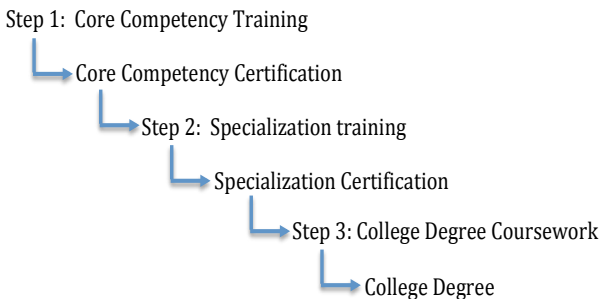 Step 1: Core Competency Training
Core Competency Certification
Step 2: Specialization training
Specialization Certification
Step 3: College Degree Coursework
College Degree